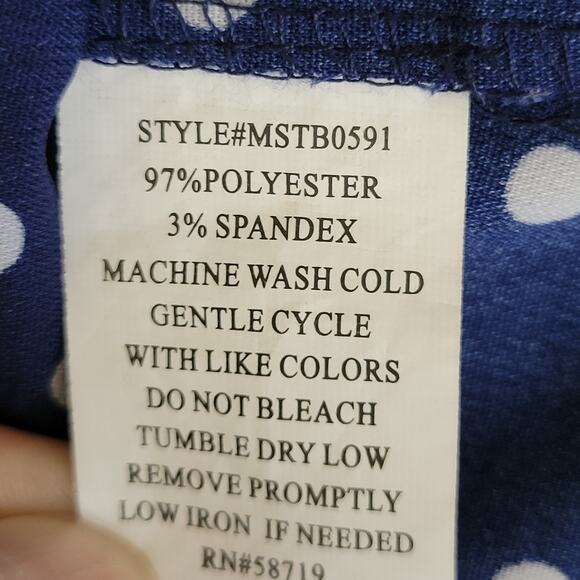 STYLE#MSTB0591
97%POLYESTER
3% SPANDEX
MACHINE WASH COLD
GENTLE CYCLE
WITH LIKE COLORS
DO NOT BLEACH
TUMBLE DRY LOW
REMOVE PROMPTLY
LOW IRON IF NEEDED
RN#58719